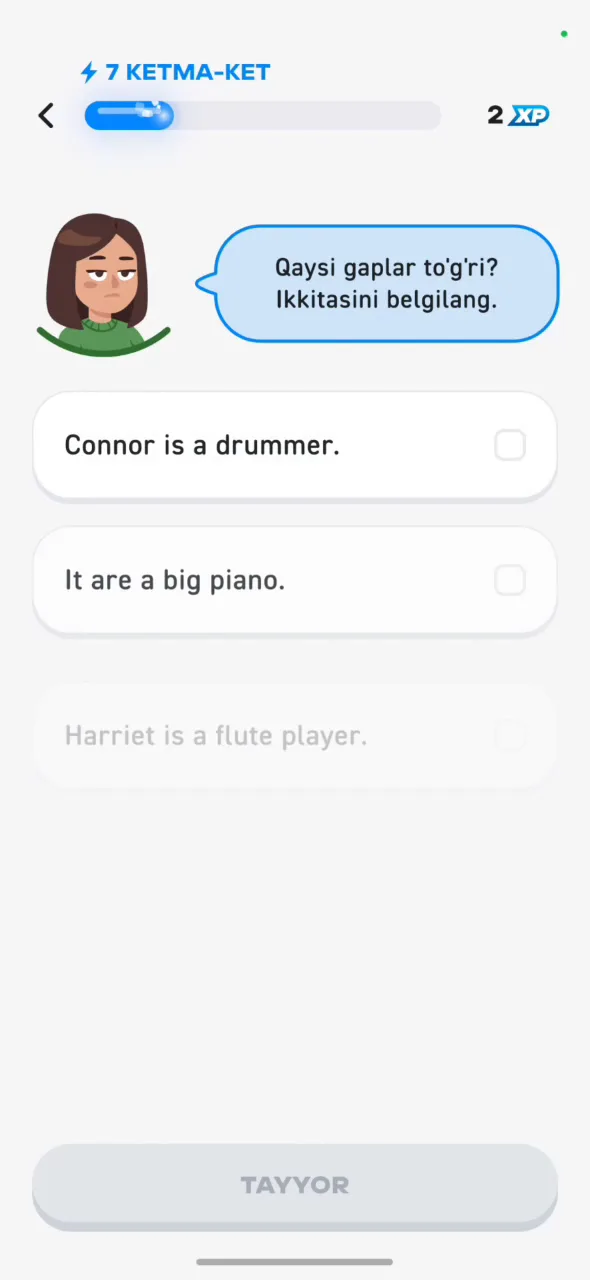 7 KETMA-KET
2 XP
Qaysi gaplar to'g'ri?
Ikkitasini belgilang.
Connor is a drummer.
It are a big piano.
Harriet is a flute player.
TAYYOR